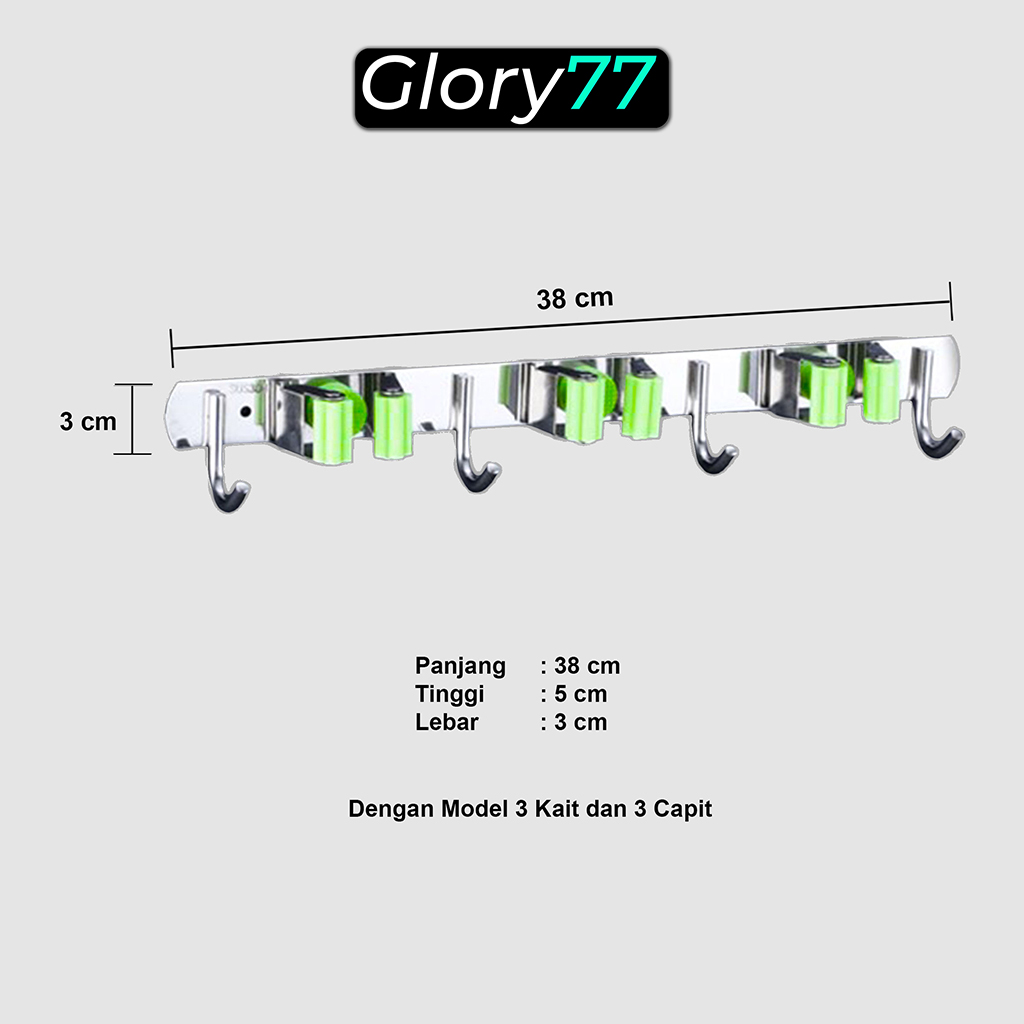 Glory77
38 cm
3 cm
Panjang : 38 cm
Tinggi : 5 cm
Lebar : 3 cm
Dengan Model 3 Kait dan 3 Capit